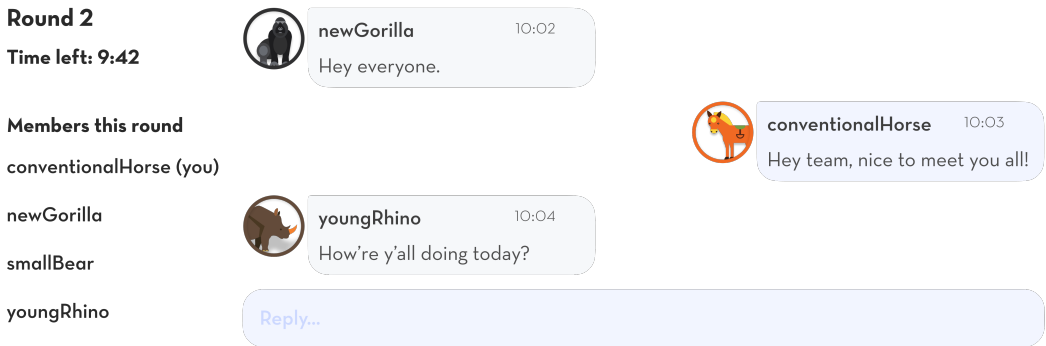 Round 2
Time left: 9:42
Members this round
conventionalHorse (you)
newGorilla
smallBear
youngRhino
newGorilla 10:02
Hey everyone.
conventionalHorse 10:03
Hey team, nice to meet you all!
youngRhino 10:04
How're y'all doing today?
Reply...